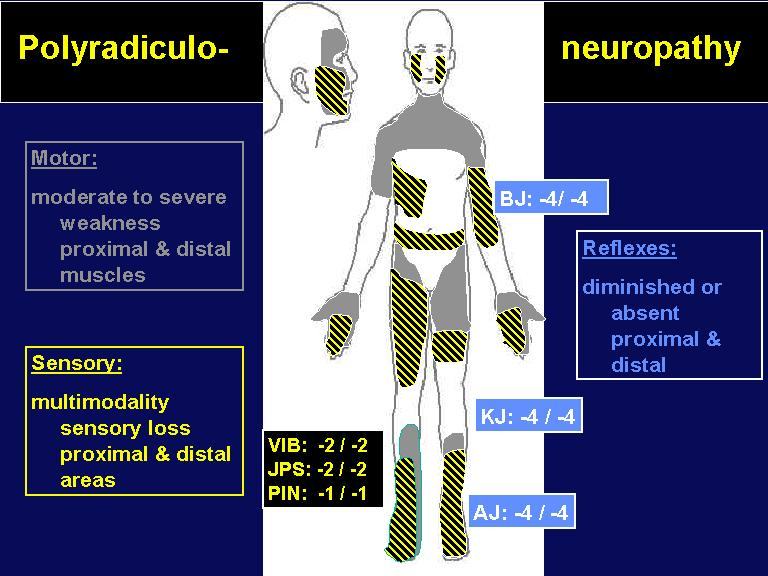 Polyradiculo-
neuropathy
Motor:
moderate to severe
weakness
proximal & distal
muscles
Sensory:
multimodality
sensory loss
proximal & distal
areas
VIB: -2 / -2
JPS: -2 / -2
PIN: -1 / -1
BJ: -4/ -4
Reflexes:
diminished or
absent
proximal &
distal
KJ: -4 / -4
AJ: -4 / -4